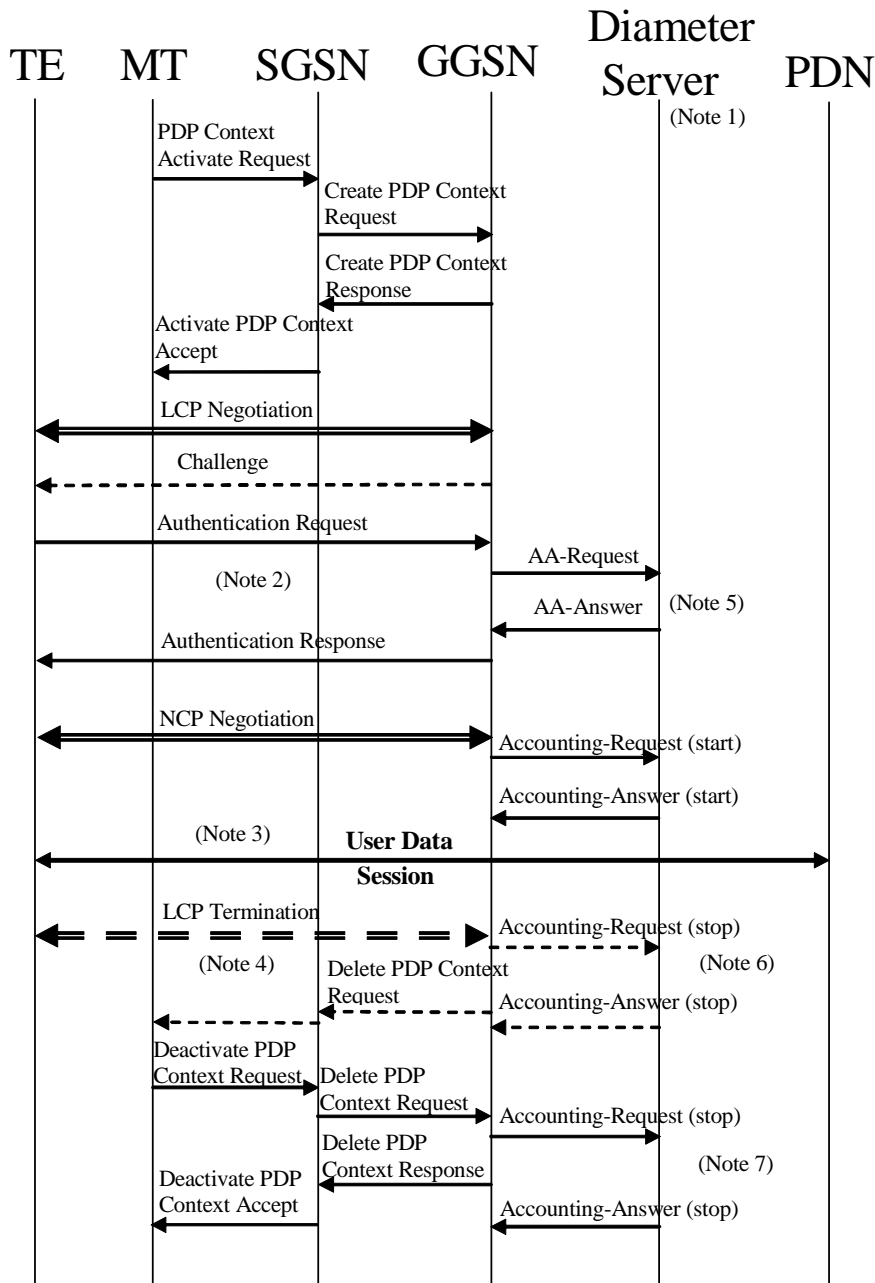 TE
MT
SGSN
GGSN
Diameter
Server
PDN
(Note 1)
PDP Context
Activate Request
Create PDP Context
Request
Create PDP Context
Response
Activate PDP Context
Accept
LCP Negotiation
Challenge
Authentication Request
AA-Request
(Note 2)
(Note 5)
AA-Answer
Authentication Response
NCP Negotiation
Accounting-Request (start)
Accounting-Answer (start)
(Note 3)
User Data
Session
LCP Termination
Accounting-Request (stop)
(Note 4)
(Note 6)
Delete PDP Context
Request
Accounting-Answer (stop)
Deactivate PDP
Context Request
Delete PDP
Context Request
Accounting-Request (stop)
Delete PDP
Context Response
(Note 7)
Deactivate PDP
Context Accept
Accounting-Answer (stop)